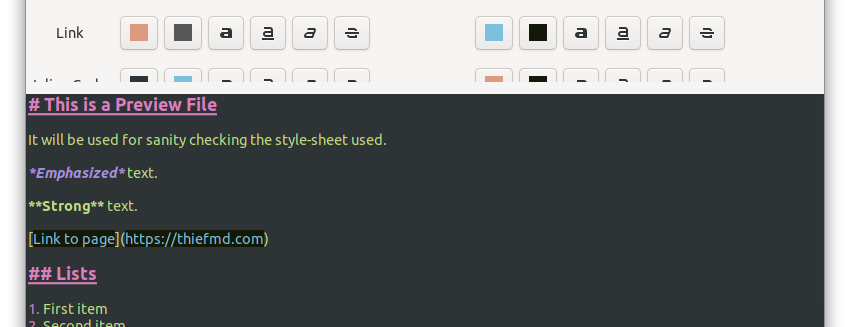 Link a a a a a a a a
# This is a Preview File
It will be used for sanity checking the style-sheet used.
*Emphasized* text.
**Strong** text.
[Link to page](https://thiefmd.com)
## Lists
1. First item
2. Second item